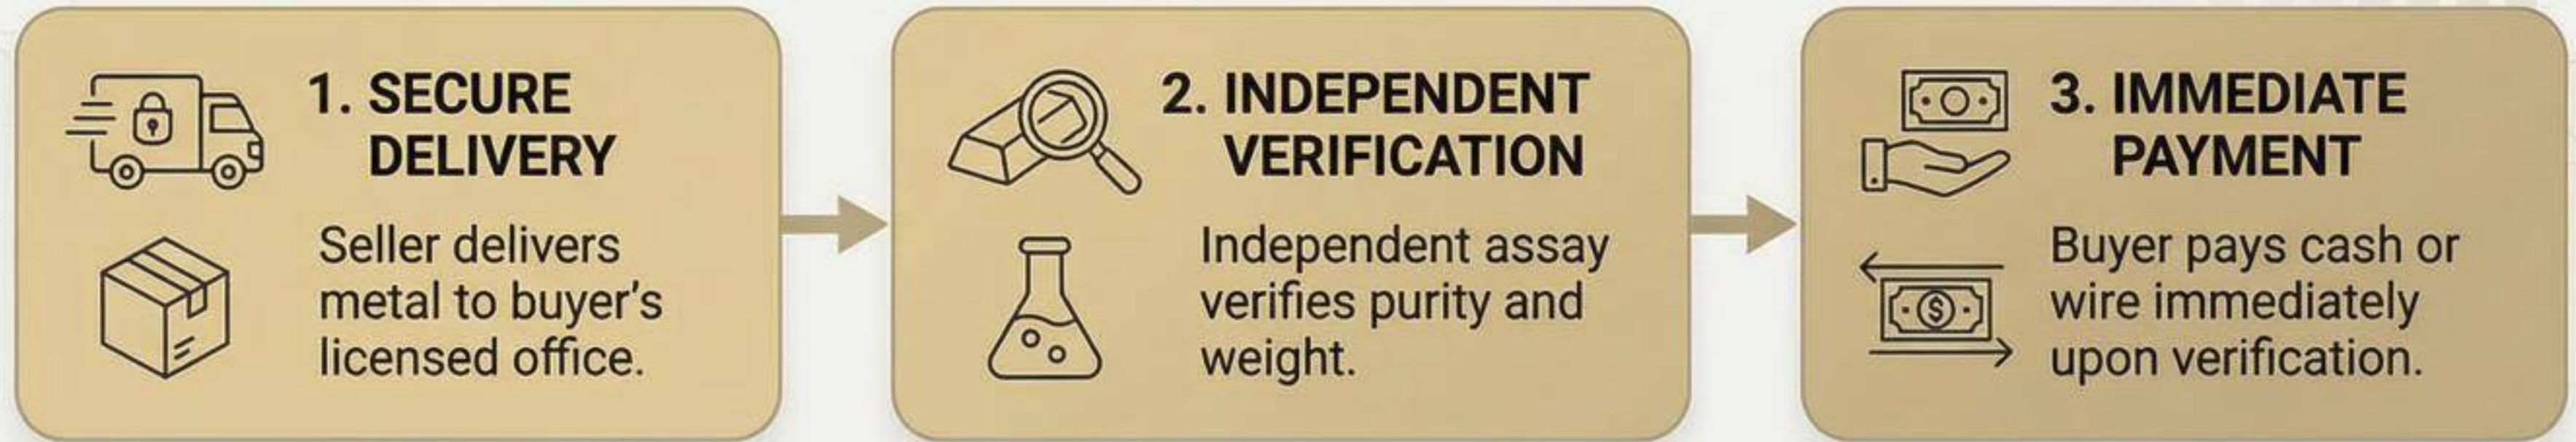 1. SECURE
DELIVERY
Seller delivers
metal to buyer's
licensed office.
2. INDEPENDENT
VERIFICATION
Independent assay
verifies purity and
weight.
3. IMMEDIATE
PAYMENT
Buyer pays cash or
wire immediately
upon verification.